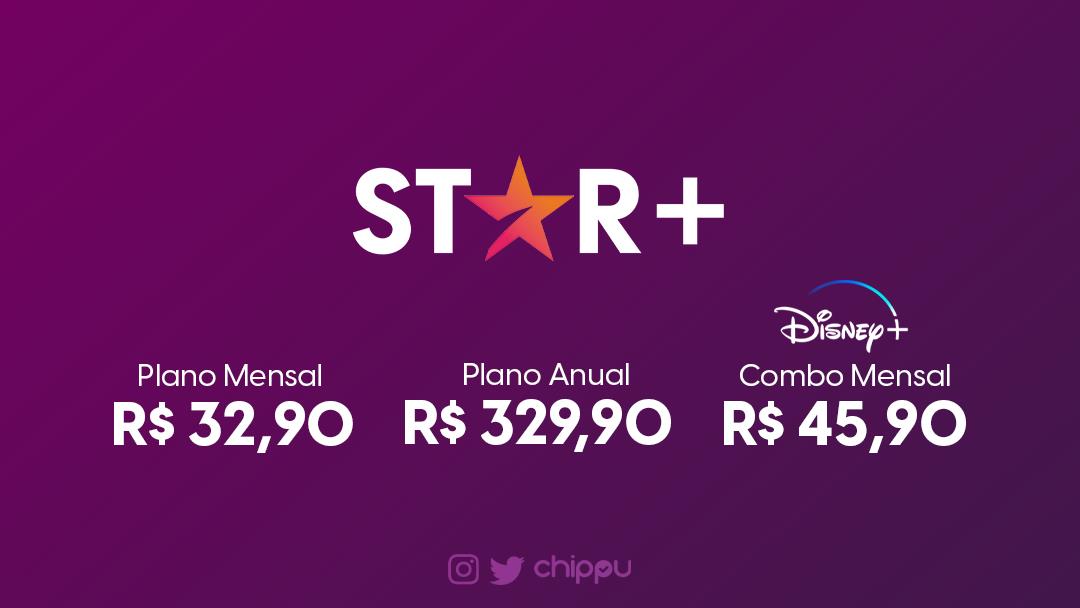 STAR+
Disney+
Plano Mensal
R$ 32,90
Plano Anual
R$ 329,90
Combo Mensal
R$ 45,90
chippu